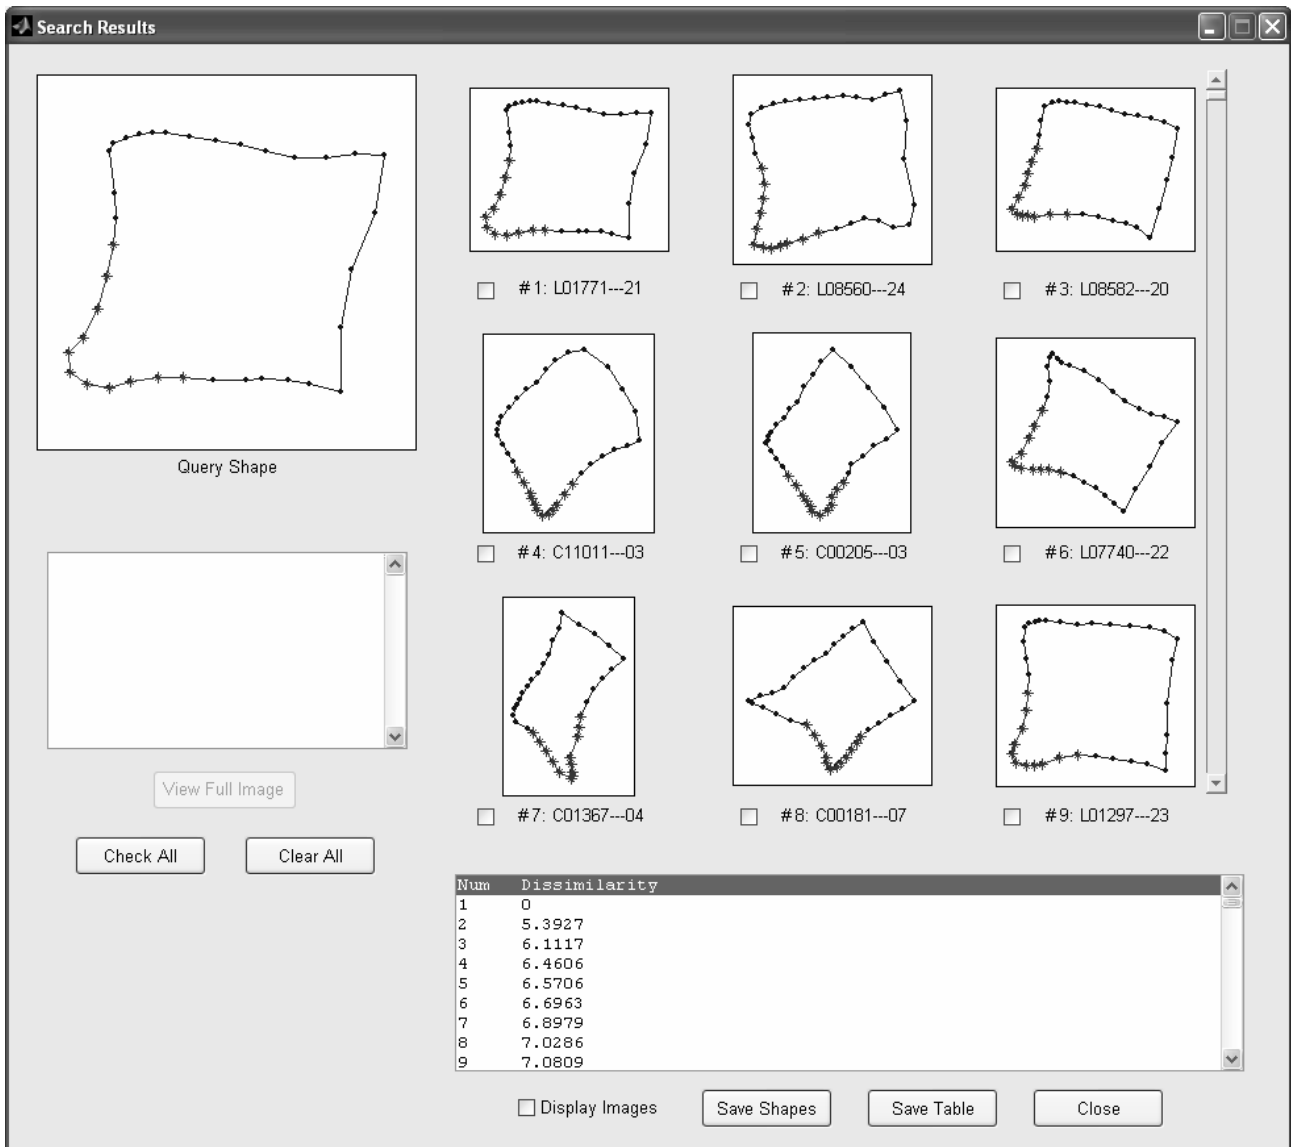 Search Results
Query Shape
#1: L01771---21
#2: L08560---24
#3: L08582---20
#4: C11011---03
#5: C00205---03
#6: L07740---22
#7: C01367---04
#8: C00181---07
#9: L01297---23
View Full Image
Check All
Clear All
Num Dissimilarity
1 0
2 5.3927
3 6.1117
4 6.4606
5 6.5706
6 6.6963
7 6.8979
8 7.0286
9 7.0809
Display Images
Save Shapes
Save Table
Close